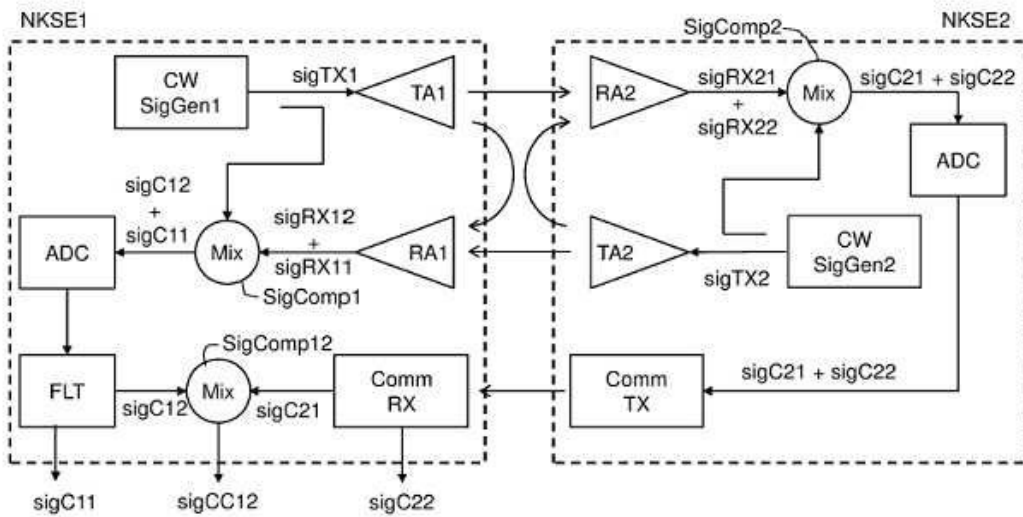 NKSE1
NKSE2
SigComp2
CW
SigGen1
sigTX1
TA1
RA2
sigRX21
+
sigRX22
Mix
sigC21 + sigC22
ADC
sigC12
+
sigC11
ADC
Mix
sigRX12
+
sigRX11
RA1
TA2
sigTX2
CW
SigGen2
SigComp1
SigComp12
FLT
sigC12
Mix
sigC21
Comm
RX
Comm
TX
sigC21 + sigC22
sigC11
sigCC12
sigC22